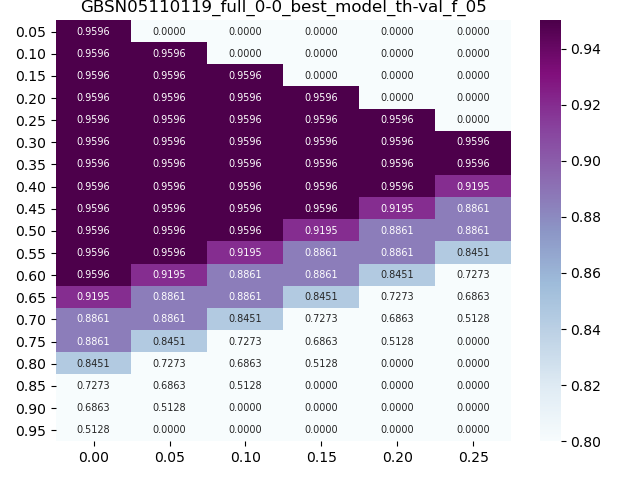 GBSN05110119_full_0-0_best_model_th-val_f_05
0.05 0.9596 0.0000 0.0000 0.0000 0.0000 0.0000
0.10 0.9596 0.9596 0.0000 0.0000 0.0000 0.0000
0.15 0.9596 0.9596 0.9596 0.0000 0.0000 0.0000
0.20 0.9596 0.9596 0.9596 0.9596 0.0000 0.0000
0.25 0.9596 0.9596 0.9596 0.9596 0.9596 0.0000
0.30 0.9596 0.9596 0.9596 0.9596 0.9596 0.9596
0.35 0.9596 0.9596 0.9596 0.9596 0.9596 0.9596
0.40 0.9596 0.9596 0.9596 0.9596 0.9596 0.9195
0.45 0.9596 0.9596 0.9596 0.9596 0.9195 0.8861
0.50 0.9596 0.9596 0.9596 0.9195 0.8861 0.8861
0.55 0.9596 0.9596 0.9195 0.8861 0.8861 0.8451
0.60 0.9596 0.9195 0.8861 0.8861 0.8451 0.7273
0.65 0.9195 0.8861 0.8861 0.8451 0.7273 0.6863
0.70 0.8861 0.8861 0.8451 0.7273 0.6863 0.5128
0.75 0.8861 0.8451 0.7273 0.6863 0.5128 0.0000
0.80 0.8451 0.7273 0.6863 0.5128 0.0000 0.0000
0.85 0.7273 0.6863 0.5128 0.0000 0.0000 0.0000
0.90 0.6863 0.5128 0.0000 0.0000 0.0000 0.0000
0.95 0.5128 0.0000 0.0000 0.0000 0.0000 0.0000
0.00 0.05 0.10 0.15 0.20 0.25
0.94
0.92
0.90
0.88
0.86
0.84
0.82
0.80